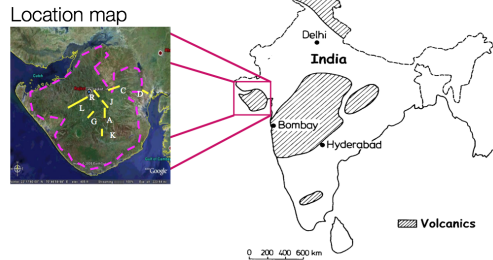 Location map
Delhi
India
C
D
R
J
L
G
A
K
Google
Bombay
Hyderabad
Volcanics
0 200 400 600 km